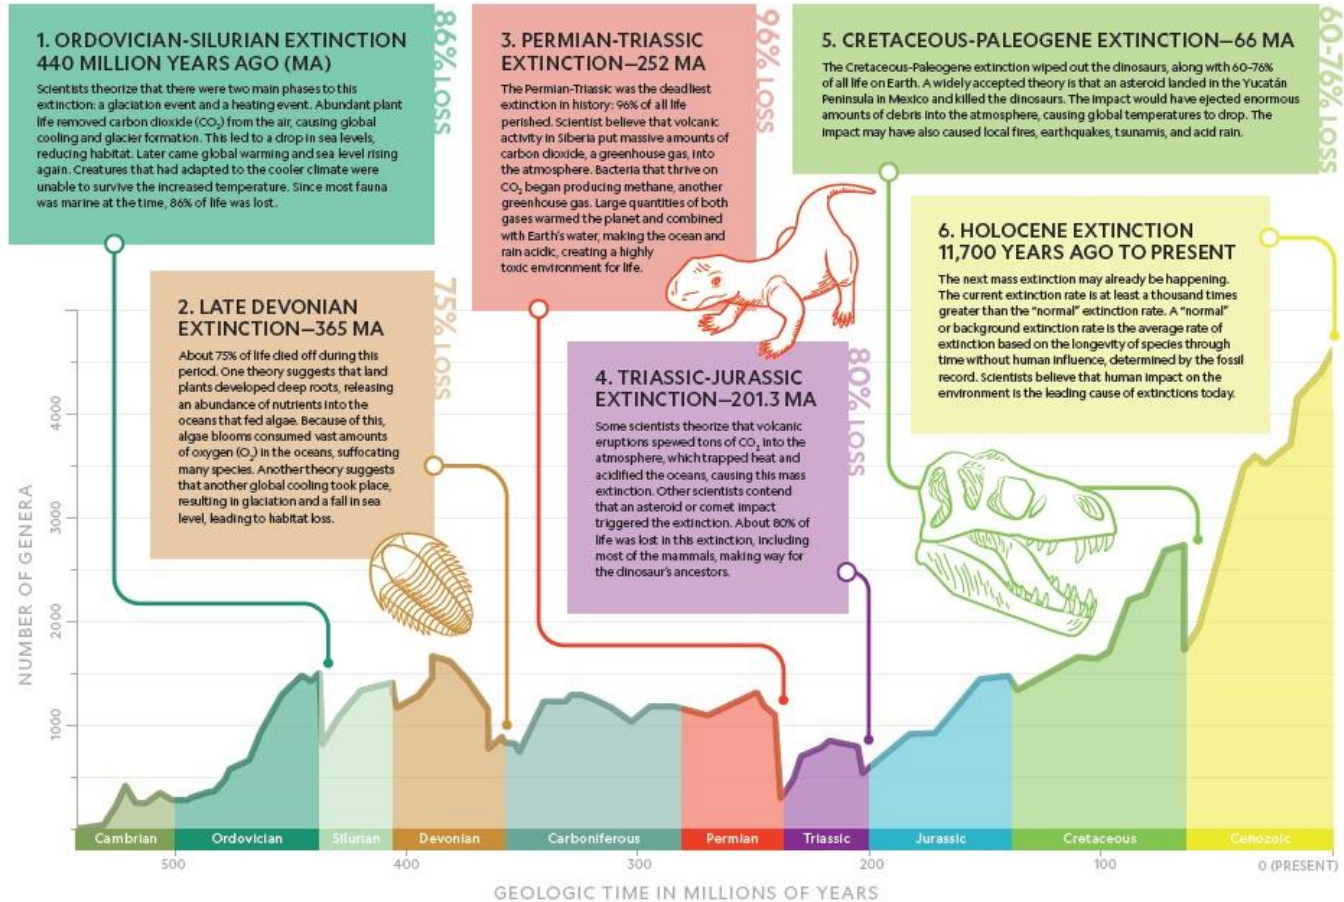 1. ORDOVICIAN-SILURIAN EXTINCTION
440 MILLION YEARS AGO (MA)
Scientists theorize that there were two main phases to this
extinction: a glaciation event and a heating event. Abundant plant
life removed carbon dioxide (CO₂) from the air, causing global
cooling and glacier formation. This led to a drop in sea levels,
reducing habitat. Later came global warming and sea level rising
again. Creatures that had adapted to the cooler climate were
unable to survive the increased temperature. Since most fauna
was marine at the time, 86% of life was lost.
86% LOSS
2. LATE DEVONIAN
EXTINCTION—365 MA
About 75% of life died off during this
period. One theory suggests that land
plants developed deep roots, releasing
an abundance of nutrients into the
oceans that fed algae. Because of this,
algae blooms consumed vast amounts
of oxygen (O₂) in the oceans, suffocating
many species. Another theory suggests
that another global cooling took place,
resulting in glaciation and a fall in sea
level, leading to habitat loss.
75% LOSS
3. PERMIAN-TRIASSIC
EXTINCTION—252 MA
The Permian-Triassic was the deadliest
extinction in history: 96% of all life
perished. Scientist believe that volcanic
activity in Siberia put massive amounts of
carbon dioxide, a greenhouse gas, into
the atmosphere. Bacteria that thrive on
CO₂ began producing methane, another
greenhouse gas. Large quantities of both
gases warmed the planet and combined
with Earth's water, making the ocean and
rain acidic, creating a highly
toxic environment for life.
96% LOSS
4. TRIASSIC-JURASSIC
EXTINCTION—201.3 MA
Some scientists theorize that volcanic
eruptions spewed tons of CO₂ into the
atmosphere, which trapped heat and
acidified the oceans, causing this mass
extinction. Other scientists contend
that an asteroid or comet impact
triggered the extinction. About 80% of
life was lost in this extinction, including
most of the mammals, making way for
the dinosaur's ancestors.
80% LOSS
5. CRETACEOUS-PALEOGENE EXTINCTION—66 MA
The Cretaceous-Paleogene extinction wiped out the dinosaurs, along with 60-76%
of all life on Earth. A widely accepted theory is that an asteroid landed in the Yucatán
Peninsula in Mexico and killed the dinosaurs. The impact would have ejected enormous
amounts of debris into the atmosphere, causing global temperatures to drop. The
impact may have also caused local fires, earthquakes, tsunamis, and acid rain.
60-76% LOSS
6. HOLOCENE EXTINCTION
11,700 YEARS AGO TO PRESENT
The next mass extinction may already be happening.
The current extinction rate is at least a thousand times
greater than the "normal" extinction rate. A "normal"
or background extinction rate is the average rate of
extinction based on the longevity of species through
time without human influence, determined by the fossil
record. Scientists believe that human impact on the
environment is the leading cause of extinctions today.
NUMBER OF GENERA
4000
3000
2000
1000
Cambrian Ordovician Silurian Devonian Carboniferous Permian Triassic Jurassic Cretaceous Cenozoic
500 400 300 200 100 0 (PRESENT)
GEOLOGIC TIME IN MILLIONS OF YEARS